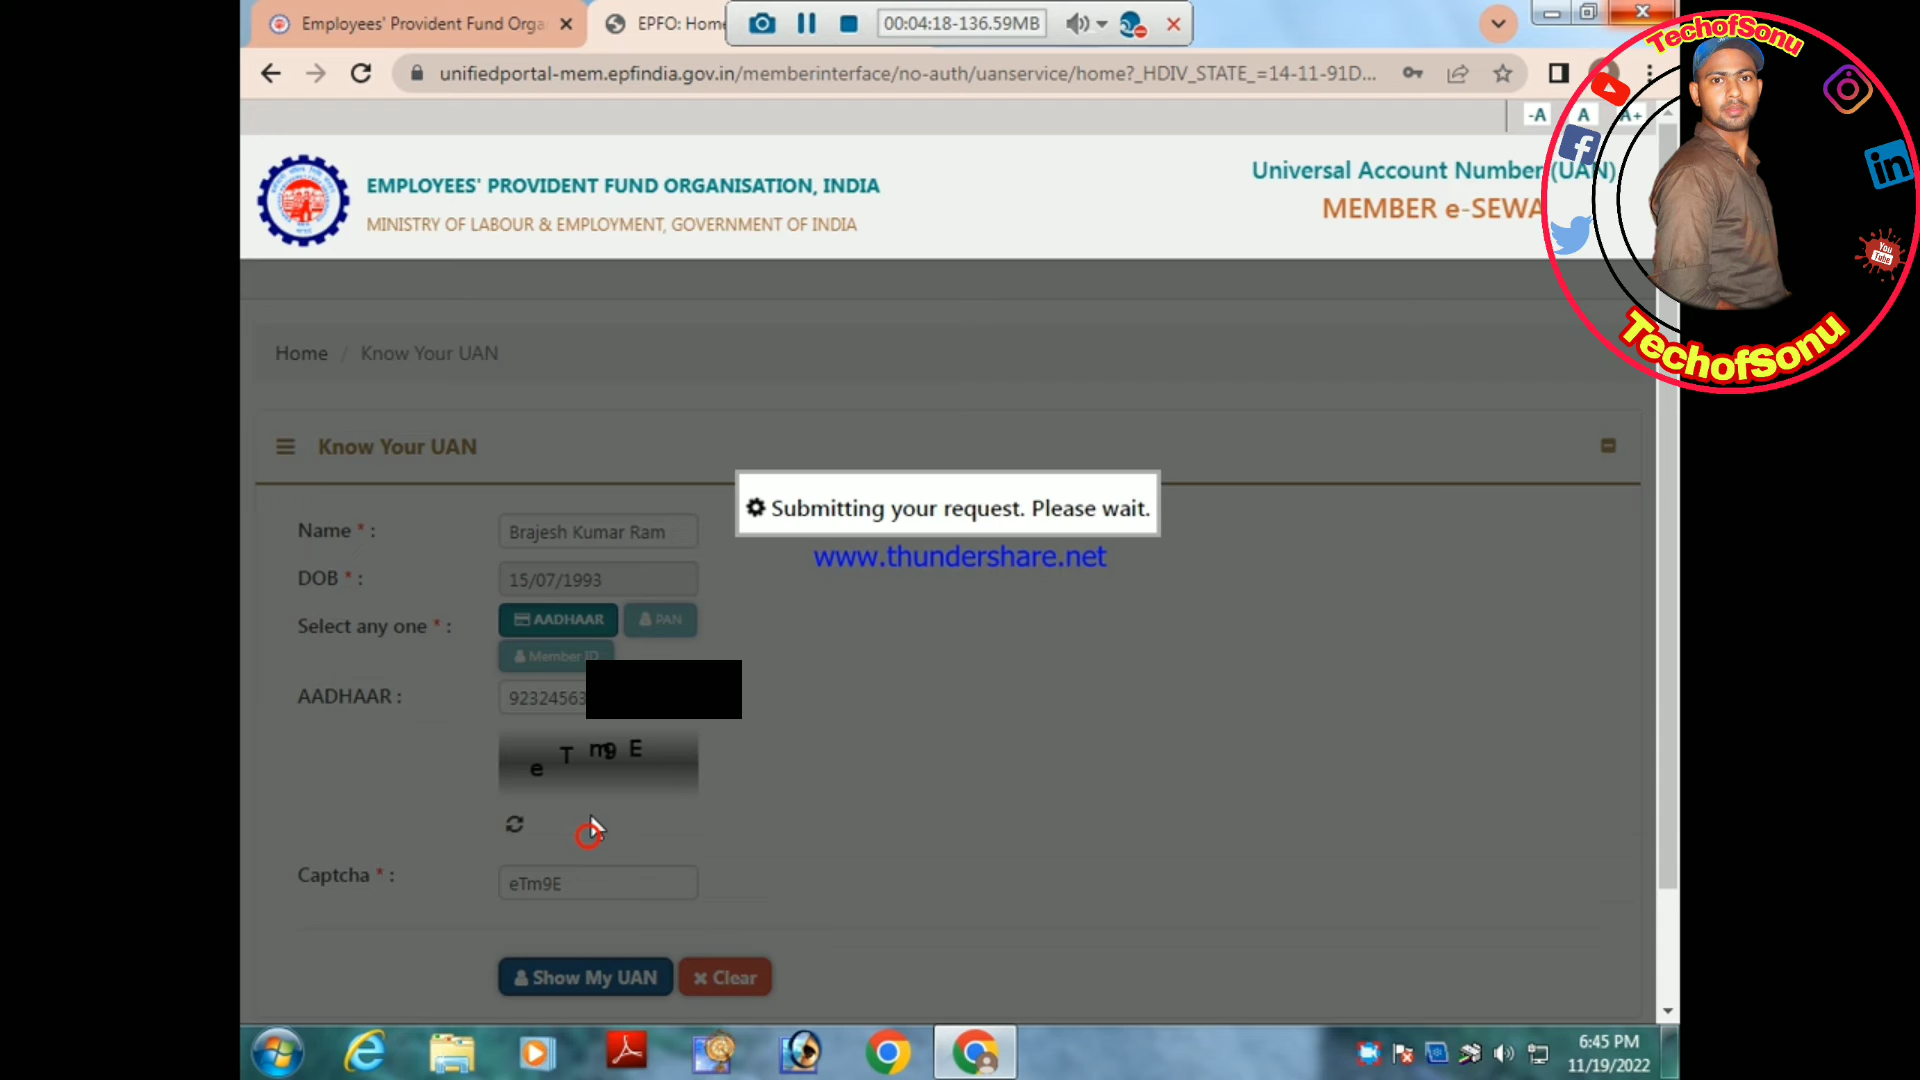 Employees' Provident Fund Orga
EPFO: Home
00:04:18-136.59MB
unifiedportal-mem.epfindia.gov.in/memberinterface/no-auth/uanservice/home?_HDIV_STATE_=14-11-91D...
-A A A+
EMPLOYEES' PROVIDENT FUND ORGANISATION, INDIA
MINISTRY OF LABOUR & EMPLOYMENT, GOVERNMENT OF INDIA
Universal Account Number (UAN)
MEMBER e-SEWA
TechofSonu
You
Tube
TechofSonu
Home / Know Your UAN
Know Your UAN
Submitting your request. Please wait.
www.thundershare.net
Name * : Brajesh Kumar Ram
DOB * : 15/07/1993
Select any one * : AADHAAR PAN
Member ID
AADHAAR : 92324563
e T m9 E
Captcha * : eTm9E
Show My UAN Clear
6:45 PM
11/19/2022